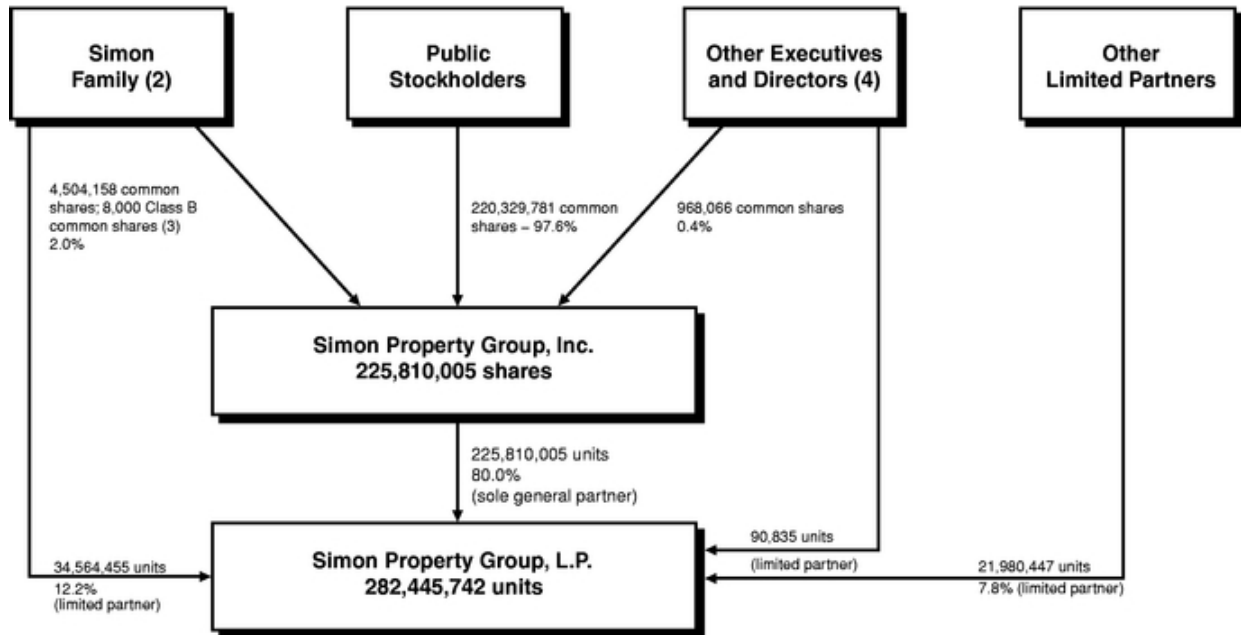 Simon
Family (2)
Public
Stockholders
Other Executives
and Directors (4)
Other
Limited Partners
4,504,158 common
shares; 8,000 Class B
common shares (3)
2.0%
220,329,781 common
shares – 97.6%
968,066 common shares
0.4%
Simon Property Group, Inc.
225,810,005 shares
225,810,005 units
80.0%
(sole general partner)
Simon Property Group, L.P.
282,445,742 units
34,564,455 units
12.2%
(limited partner)
90,835 units
(limited partner)
21,980,447 units
7.8% (limited partner)